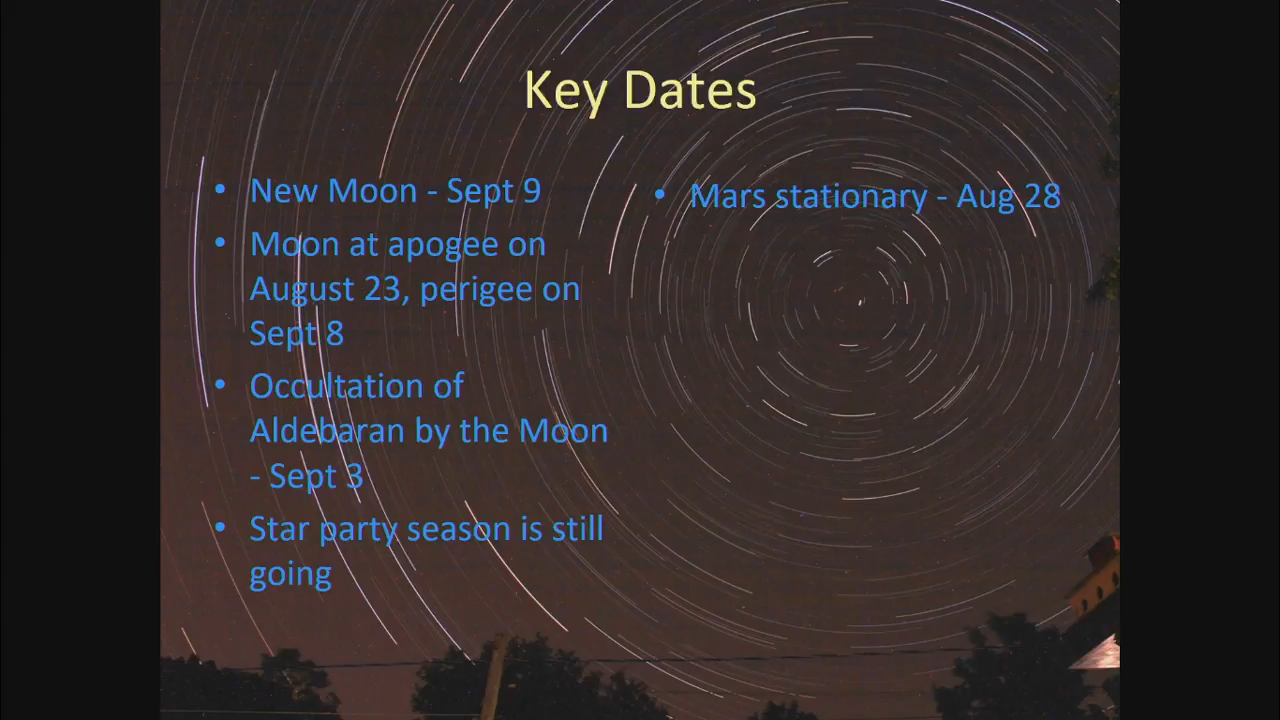 Key Dates
• New Moon - Sept 9
• Moon at apogee on
August 23, perigee on
Sept 8
• Occultation of
Aldebaran by the Moon
- Sept 3
• Star party season is still
going
• Mars stationary - Aug 28